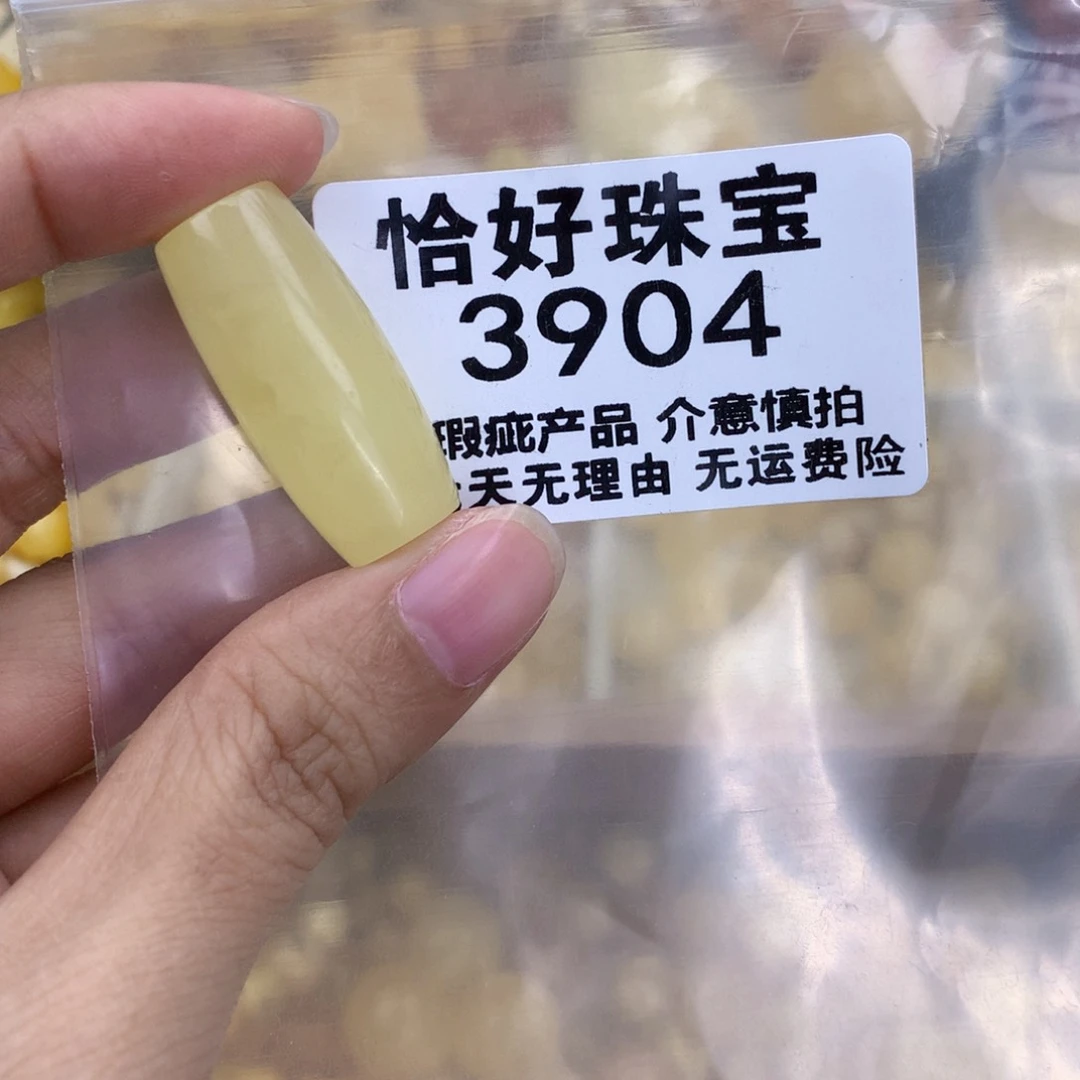 恰好珠宝
3904
瑕疵产品 介意慎拍
天无理由 无运费险